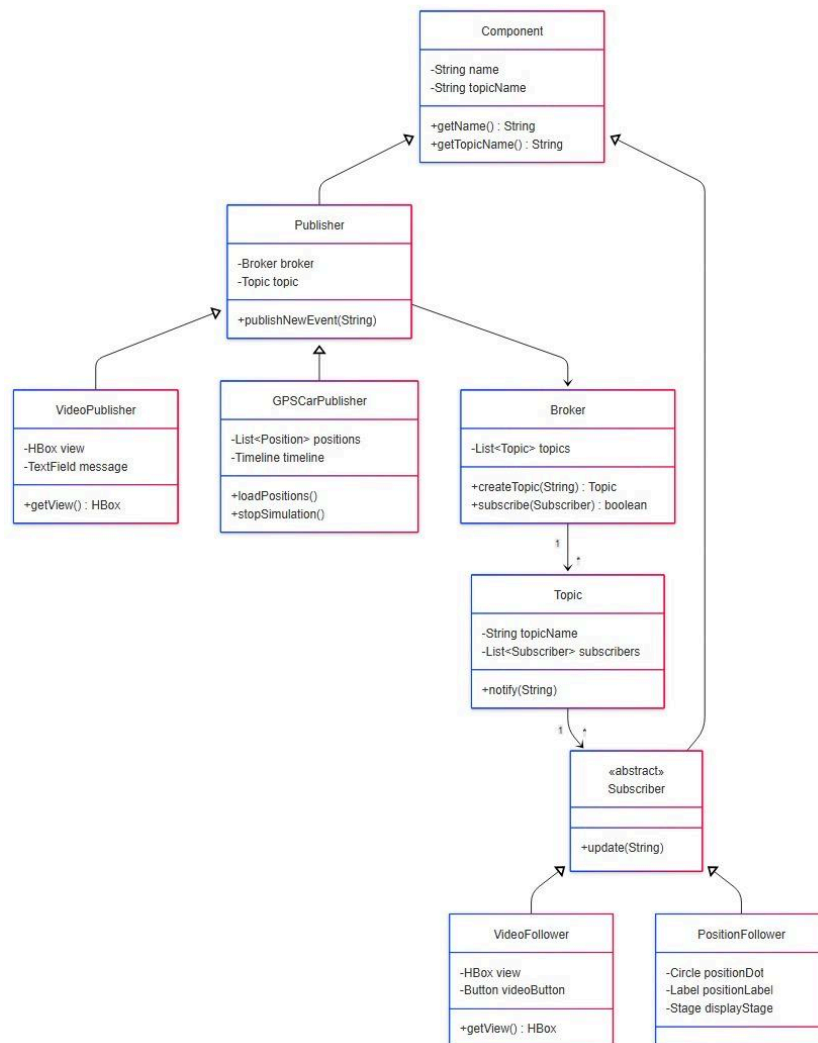 Component
-String name
-String topicName
+getName() : String
+getTopicName() : String
Publisher
-Broker broker
-Topic topic
+publishNewEvent(String)
VideoPublisher
-HBox view
-TextField message
+getView() : HBox
GPSCarPublisher
-List<Position> positions
-Timeline timeline
+loadPositions()
+stopSimulation()
Broker
-List<Topic> topics
+createTopic(String) : Topic
+subscribe(Subscriber) : boolean
1
*
Topic
-String topicName
-List<Subscriber> subscribers
+notify(String)
1
*
«abstract»
Subscriber
+update(String)
VideoFollower
-HBox view
-Button videoButton
+getView() : HBox
PositionFollower
-Circle positionDot
-Label positionLabel
-Stage displayStage